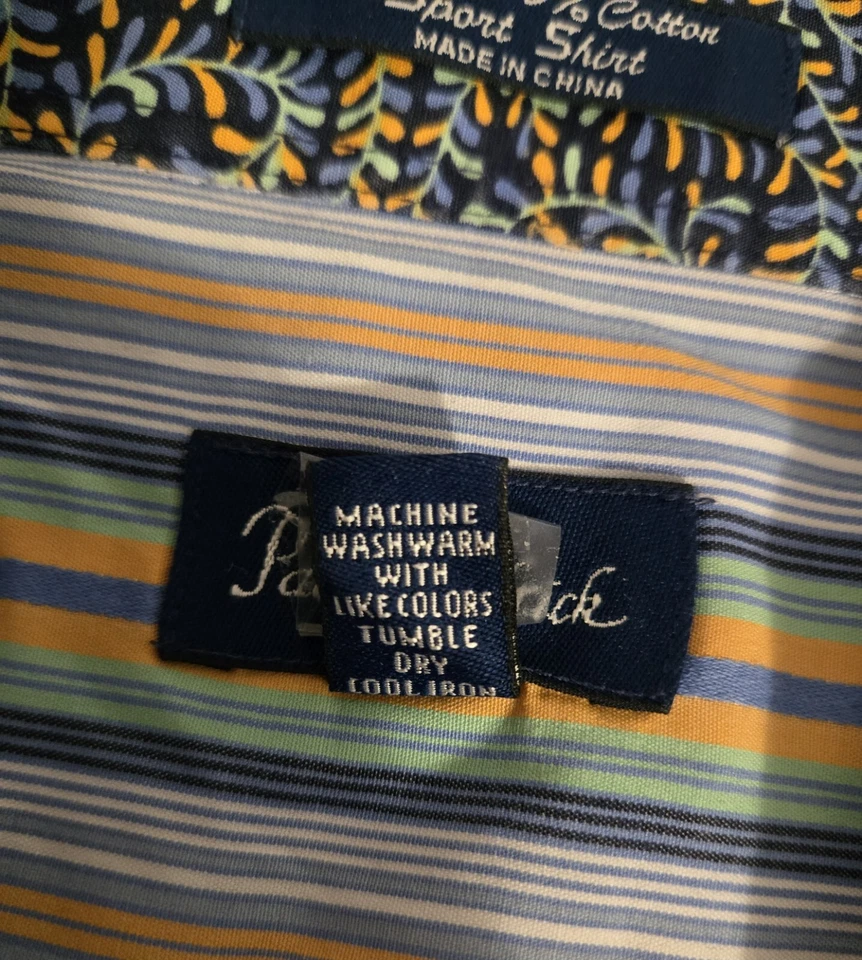 % Cotton
Sport Shirt
MADE IN CHINA
MACHINE
WASH WARM
WITH
LIKE COLORS
TUMBLE
DRY
COOL IRON